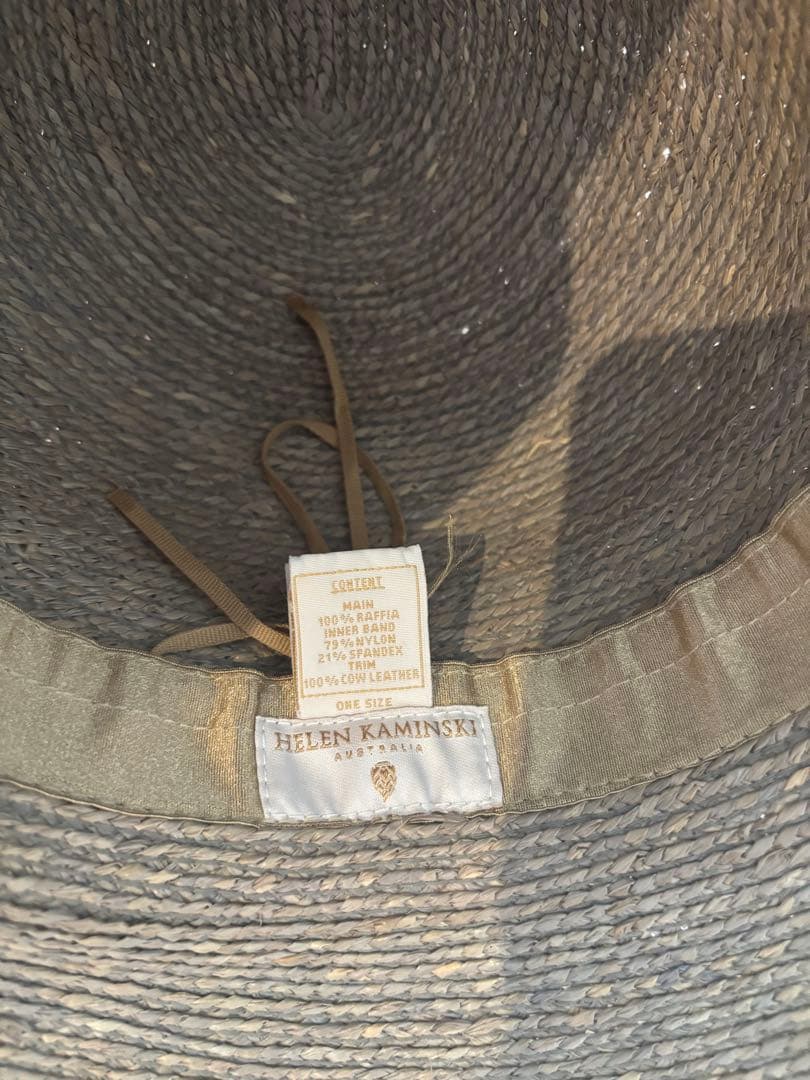 CONTENT
MAIN
100% RAFFIA
INNER BAND
79% NYLON
21% SPANDEX
TRIM
100% COW LEATHER
ONE SIZE
HELEN KAMINSKI
AUSTRALIA